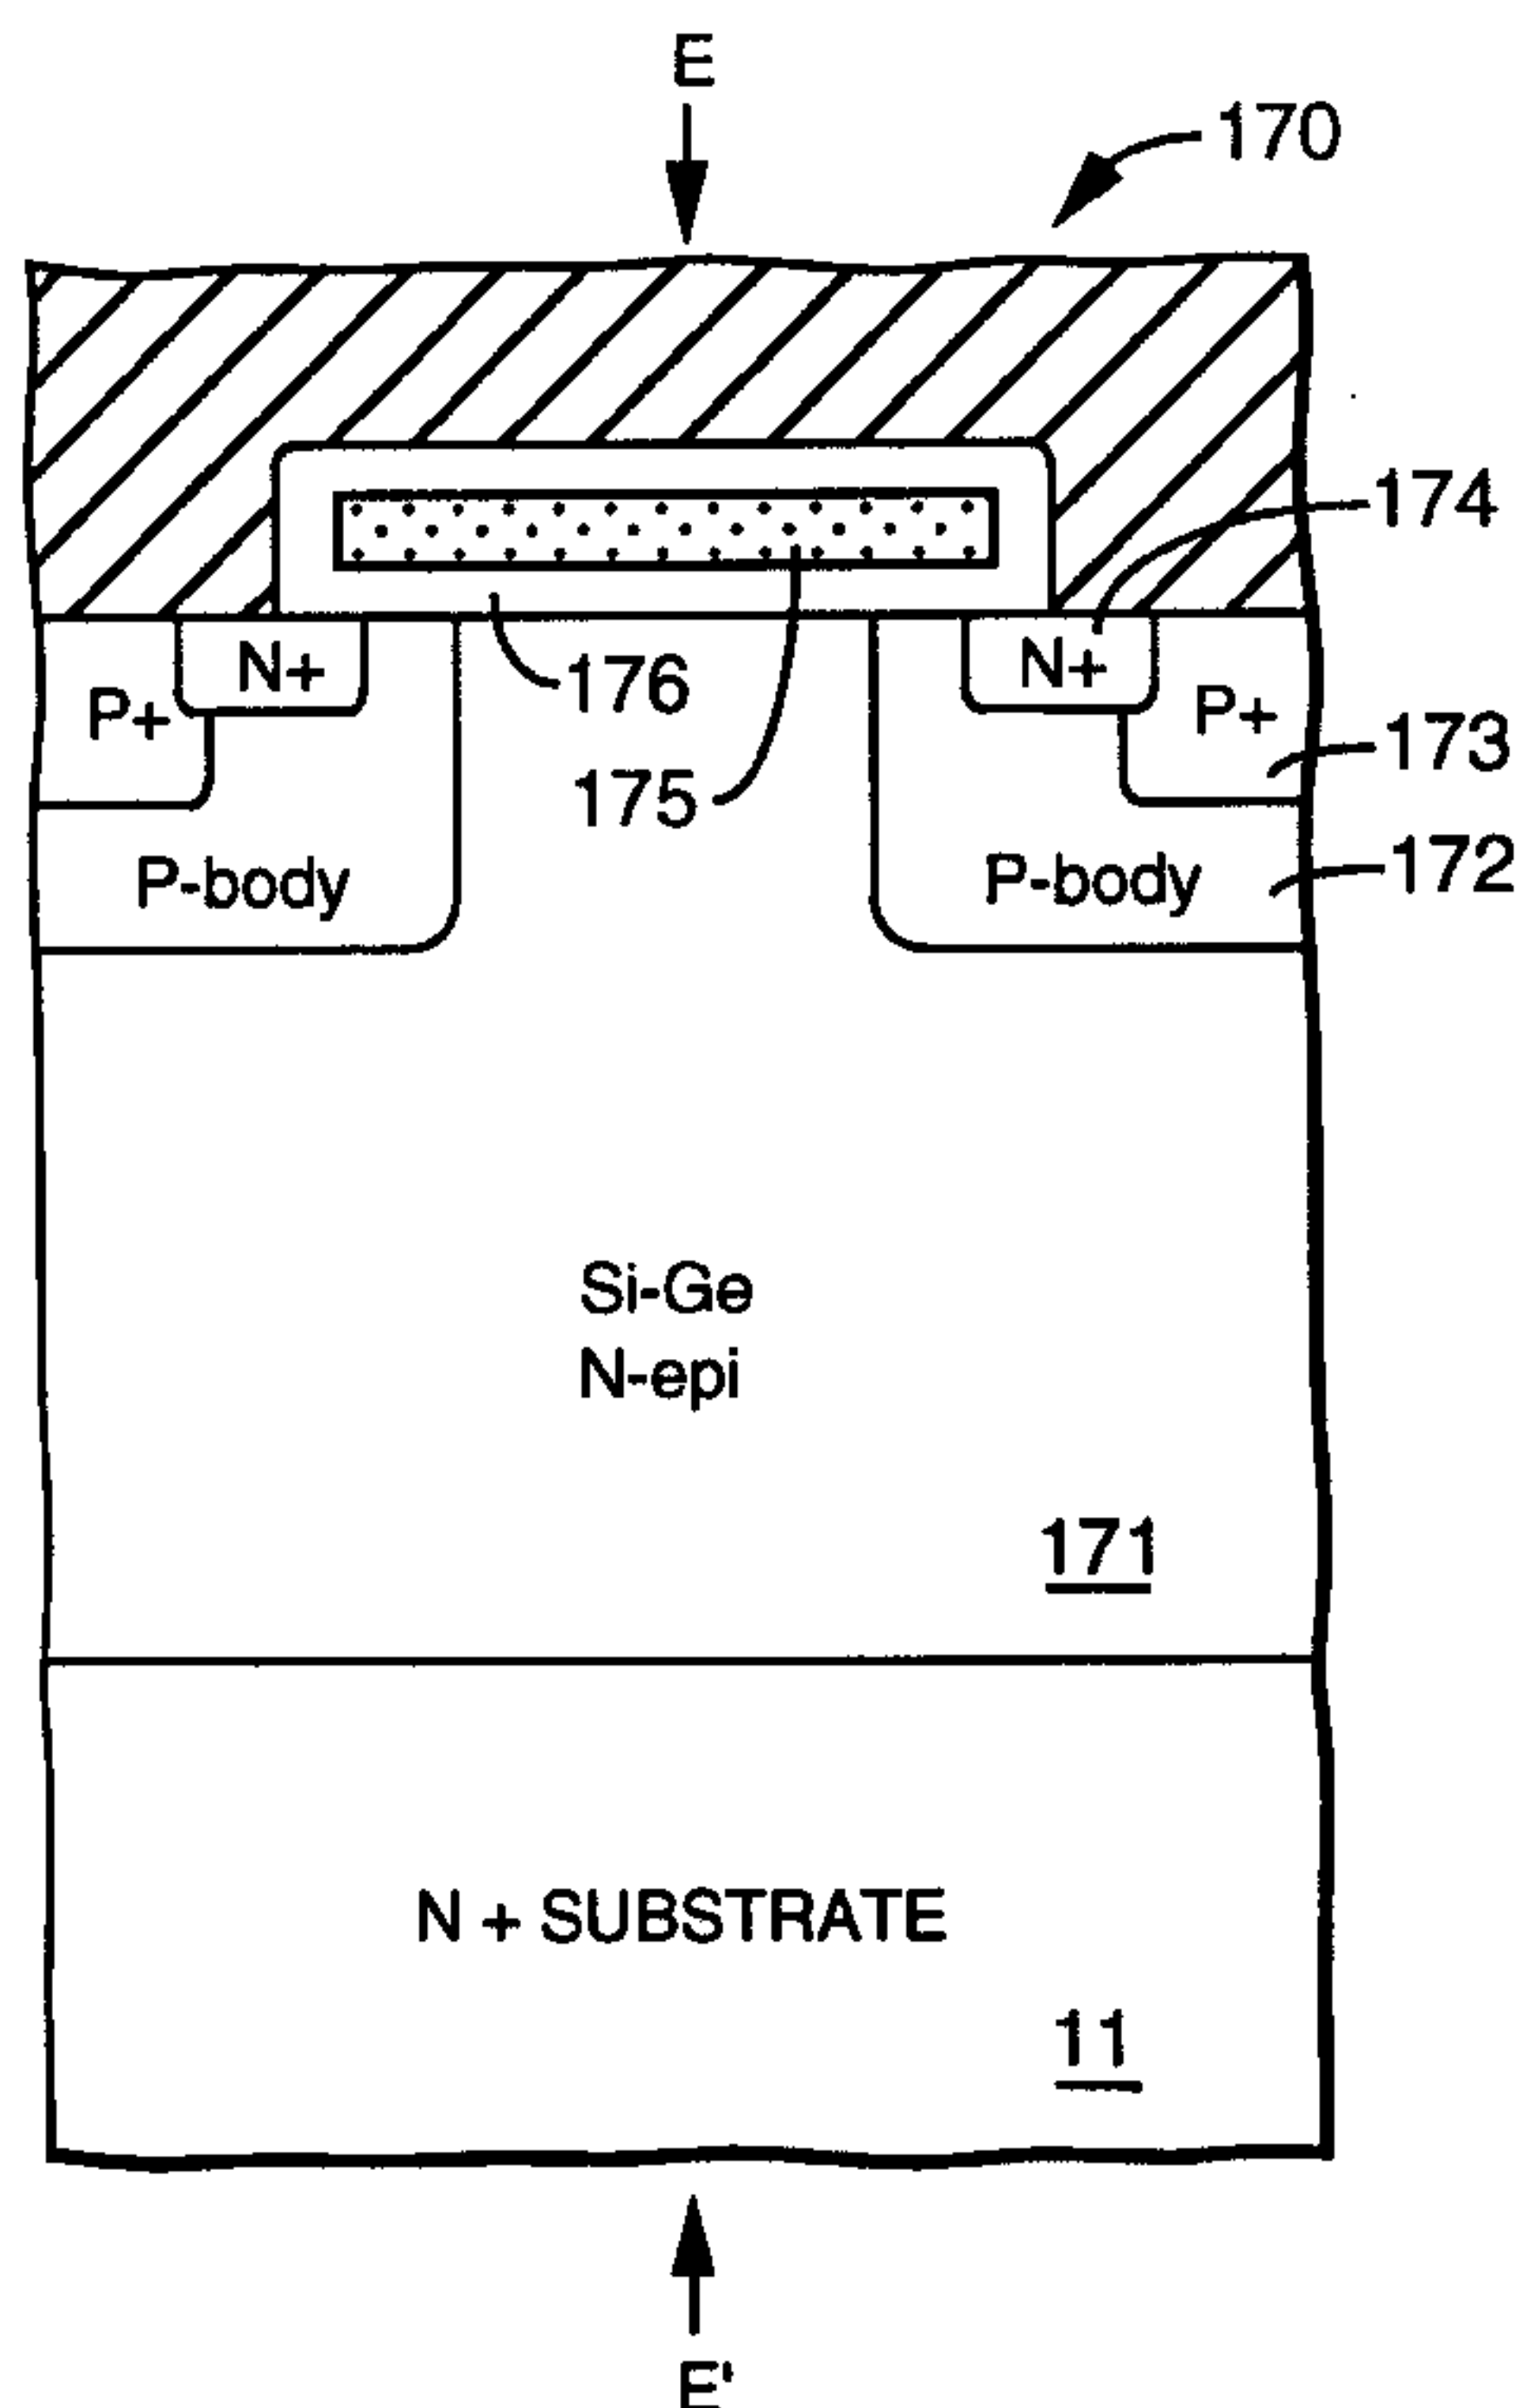 E
170
174
N+
N+
176
P+
P+
173
175
P-body
P-body
172
Si-Ge
N-epi
171
N + SUBSTRATE
11
E'